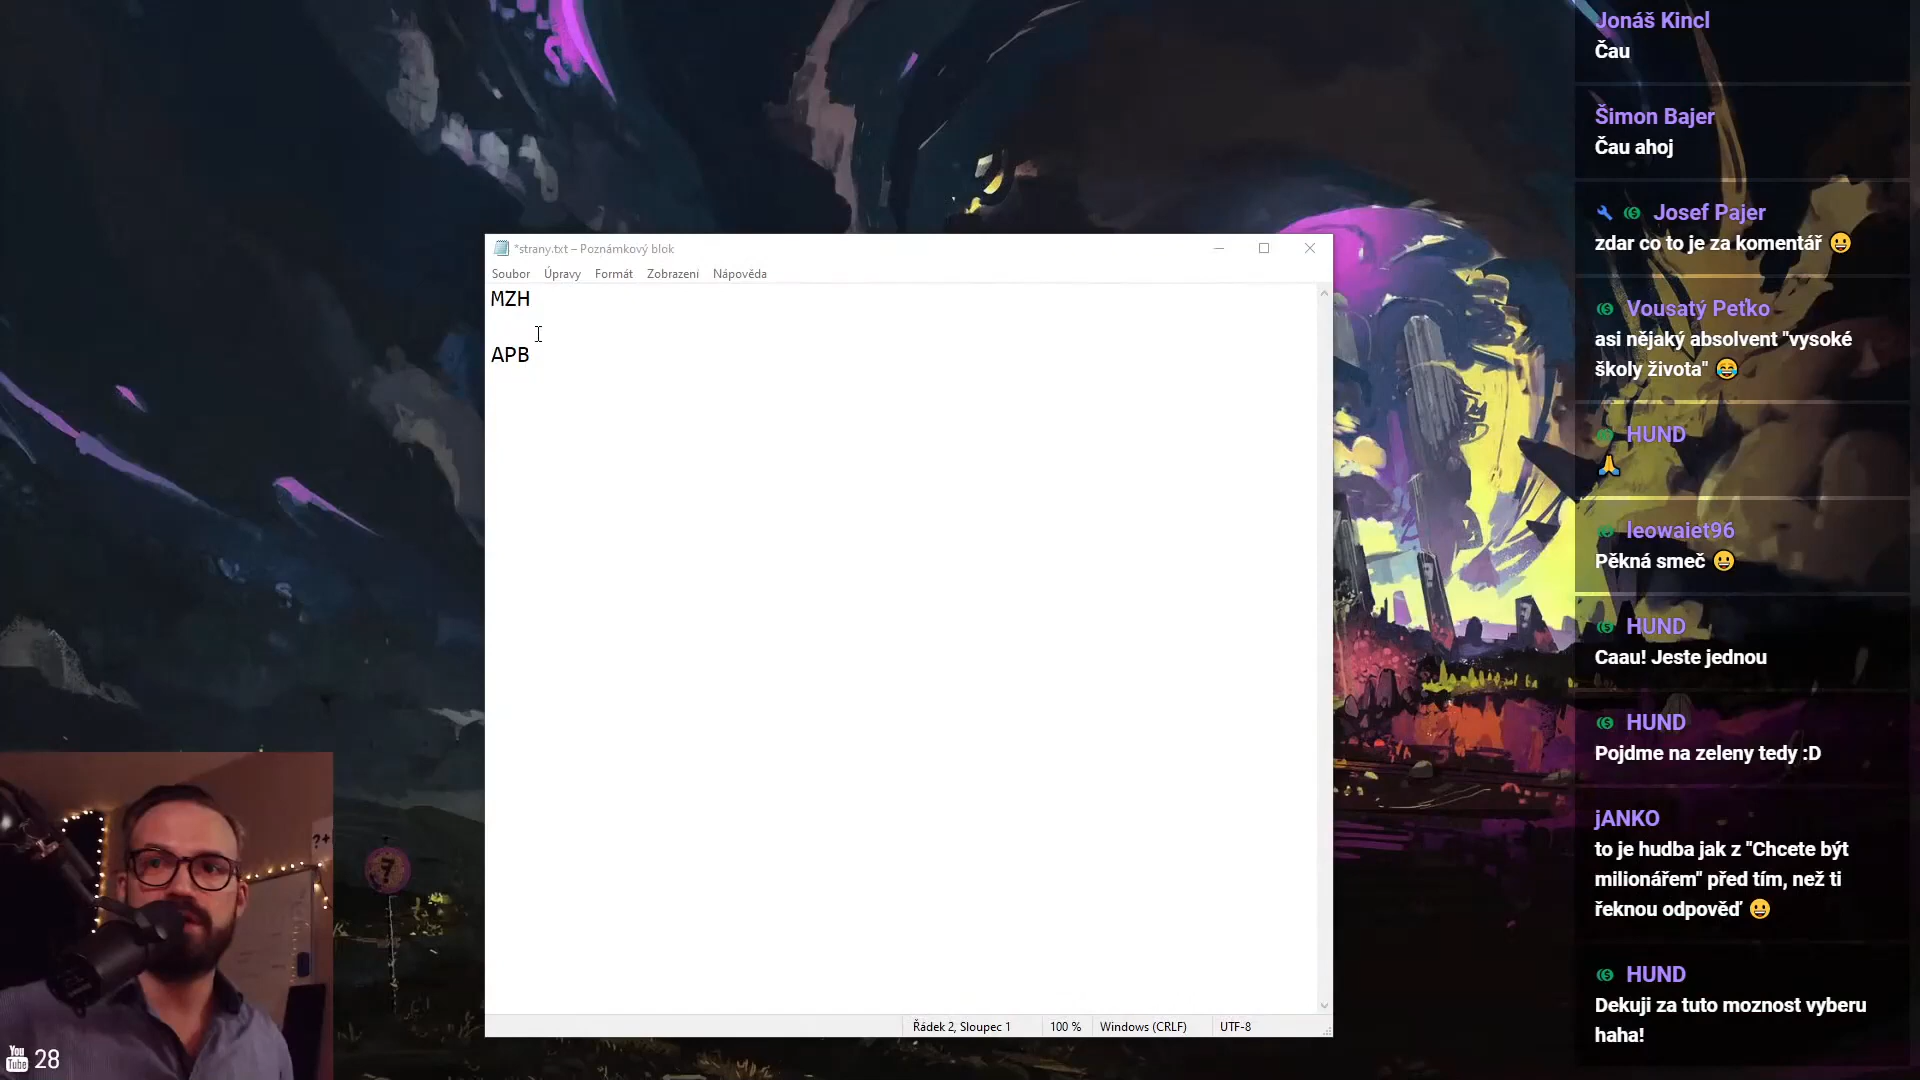 *strany.txt – Poznámkový blok
Soubor Úpravy Formát Zobrazení Nápověda
MZH
APB
Řádek 2, Sloupec 1 100 % Windows (CRLF) UTF-8
Jonáš Kincl
Čau
Šimon Bajer
Čau ahoj
Josef Pajer
zdar co to je za komentář 😀
Vousatý Peťko
asi nějaký absolvent "vysoké
školy života" 😂
HUND
🙏
leowaiet96
Pěkná smeč 😀
HUND
Caau! Jeste jednou
HUND
Pojdme na zeleny tedy :D
jANKO
to je hudba jak z "Chcete být
milionářem" před tím, než ti
řeknou odpověď 😀
HUND
Dekuji za tuto moznost vyberu
haha!
?+
?
You
Tube 28